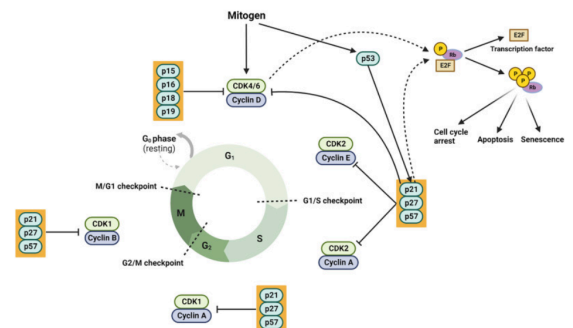 Mitogen
p53
P
Rb
E2F
E2F
Transcription factor
P
P
P
P
Rb
Cell cycle
arrest
Apoptosis
Senescence
p15
p16
p18
p19
CDK4/6
Cyclin D
G₀ phase
(resting)
G₁
S
G₂
M
M/G1 checkpoint
G1/S checkpoint
G2/M checkpoint
CDK2
Cyclin E
p21
p27
p57
CDK2
Cyclin A
p21
p27
p57
CDK1
Cyclin B
CDK1
Cyclin A
p21
p27
p57